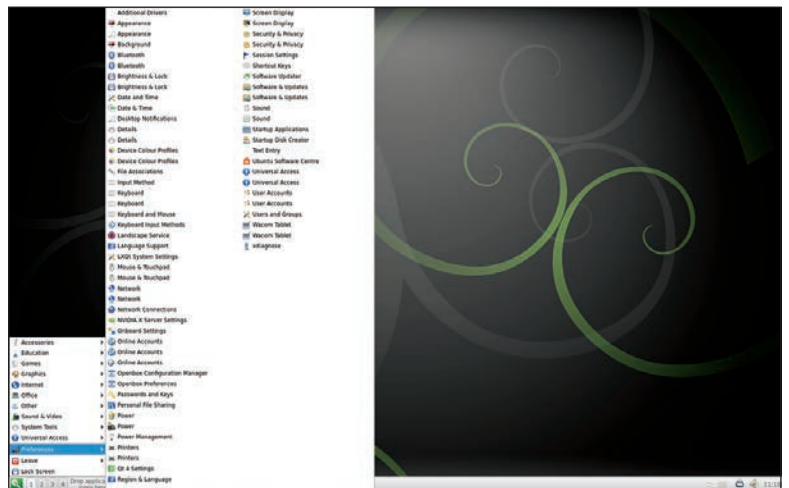 Additional Drivers
Appearance
Appearance
Appearance
Background
Bluetooth
Bluetooth
Brightness & Lock
Brightness & Lock
Date and Time
Date & Time
Desktop Notifications
Details
Details
Device Colour Profiles
Device Colour Profiles
File Associations
Input Method
Keyboard
Keyboard
Keyboard and Mouse
Keyboard Input Methods
Landscape Service
Language Support
LXQt System Settings
Mouse & Touchpad
Mouse & Touchpad
Network
Network
Network Connections
NVIDIA X Server Settings
Onboard Settings
Online Accounts
Online Accounts
Online Accounts
Openbox Configuration Manager
Openbox Preferences
Passwords and Keys
Personal File Sharing
Power
Power
Power Management
Printers
Printers
Qt 4 Settings
Region & Language
Screen Display
Screen Display
Security & Privacy
Security & Privacy
Session Settings
Shortcut Keys
Software Updater
Software & Updates
Software & Updates
Sound
Sound
Startup Applications
Startup Disk Creator
Text Entry
Ubuntu Software Centre
Universal Access
Universal Access
User Accounts
User Accounts
Users and Groups
Wacom Tablet
Wacom Tablet
xdiagnose
Accessories
Education
Games
Graphics
Internet
Office
Other
Sound & Video
System Tools
Universal Access
Preferences
Leave
Lock Screen
1 2 3 4 Drop applica